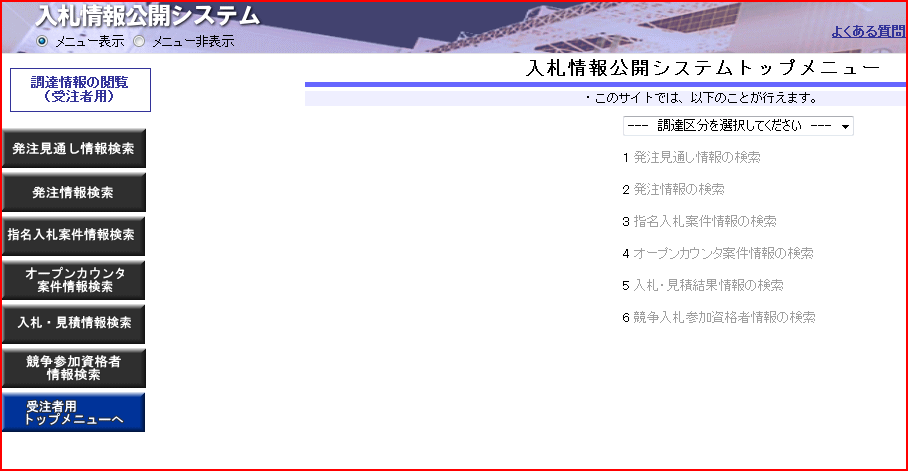 入札情報公開システム
メニュー表示 メニュー非表示
よくある質問
調達情報の閲覧
（受注者用）
発注見通し情報検索
発注情報検索
指名入札案件情報検索
オープンカウンタ
案件情報検索
入札・見積情報検索
競争参加資格者
情報検索
受注者用
トップメニューへ
入札情報公開システムトップメニュー
・このサイトでは、以下のことが行えます。
--- 調達区分を選択してください ---
1 発注見通し情報の検索
2 発注情報の検索
3 指名入札案件情報の検索
4 オープンカウンタ案件情報の検索
5 入札・見積結果情報の検索
6 競争入札参加資格者情報の検索